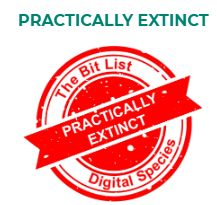 PRACTICALLY EXTINCT
The Bit List
PRACTICALLY
EXTINCT
Digital Species